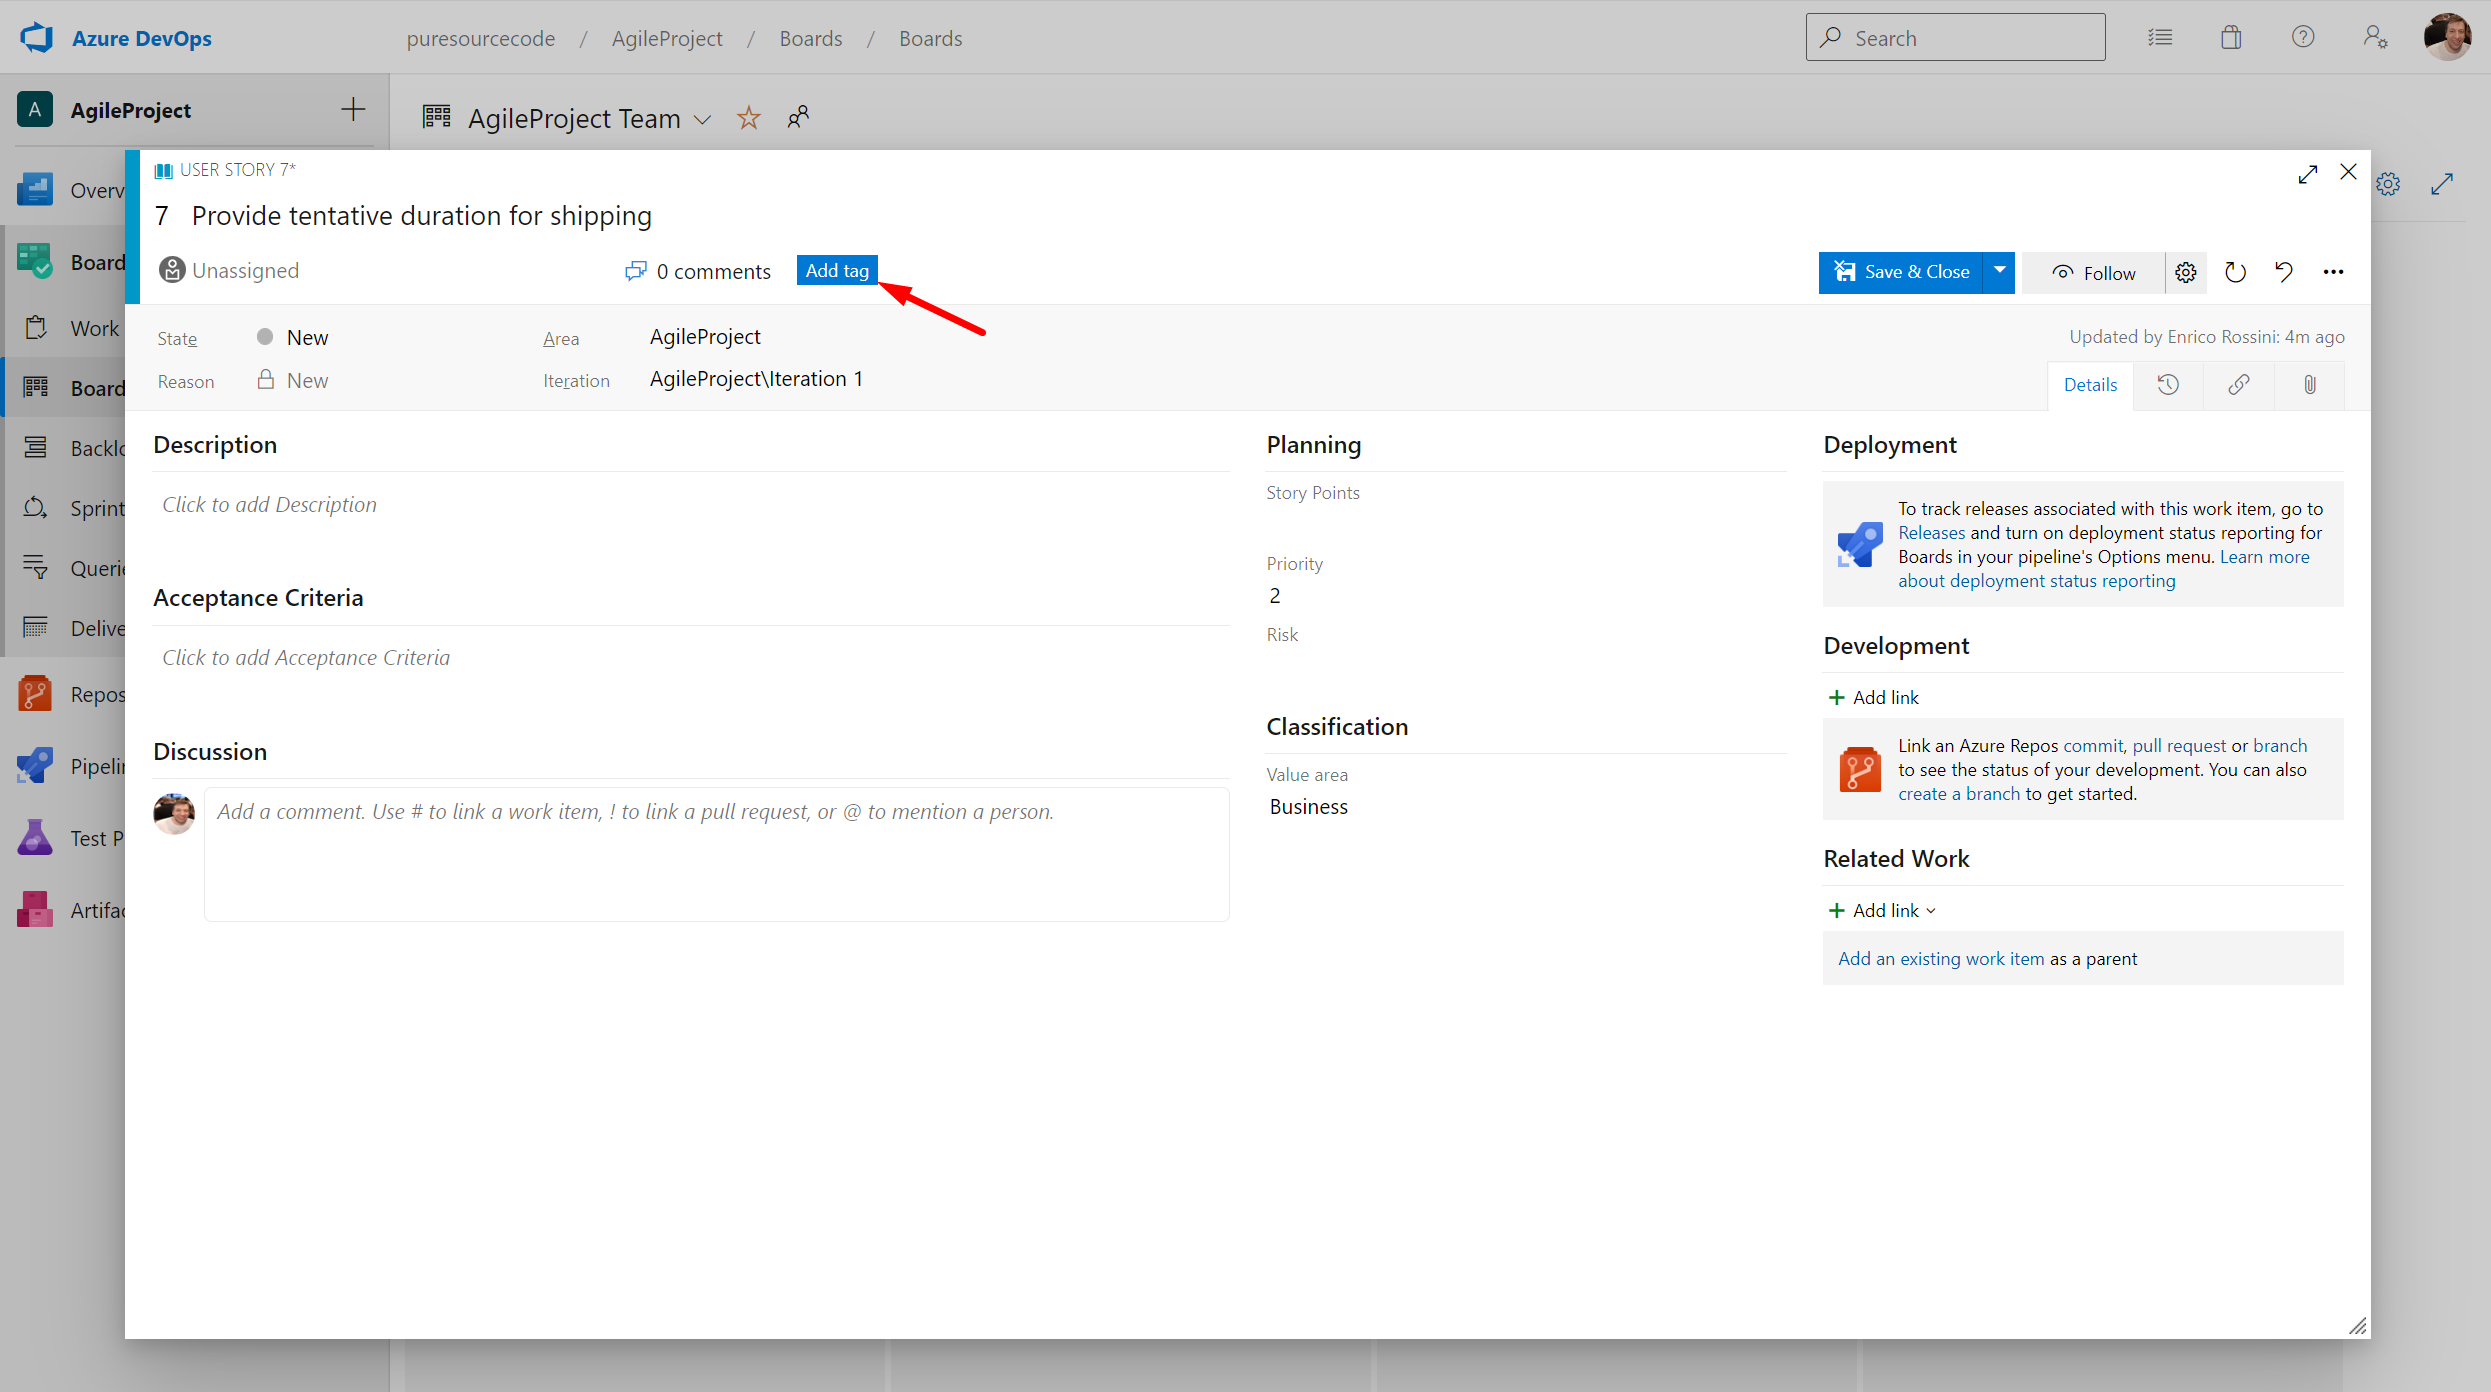 Azure DevOps
puresourcecode / AgileProject / Boards / Boards
Search
A AgileProject
AgileProject Team
Overv
Board
Work
Board
Backlo
Sprint
Querie
Delive
Repos
Pipelin
Test P
Artifac
USER STORY 7*
7 Provide tentative duration for shipping
Unassigned
0 comments
Add tag
Save & Close
Follow
State New
Area AgileProject
Updated by Enrico Rossini: 4m ago
Reason New
Iteration AgileProject\Iteration 1
Details
Description
Click to add Description
Acceptance Criteria
Click to add Acceptance Criteria
Discussion
Add a comment. Use # to link a work item, ! to link a pull request, or @ to mention a person.
Planning
Story Points
Priority
2
Risk
Classification
Value area
Business
Deployment
To track releases associated with this work item, go to
Releases and turn on deployment status reporting for
Boards in your pipeline's Options menu. Learn more
about deployment status reporting
Development
+ Add link
Link an Azure Repos commit, pull request or branch
to see the status of your development. You can also
create a branch to get started.
Related Work
+ Add link
Add an existing work item as a parent